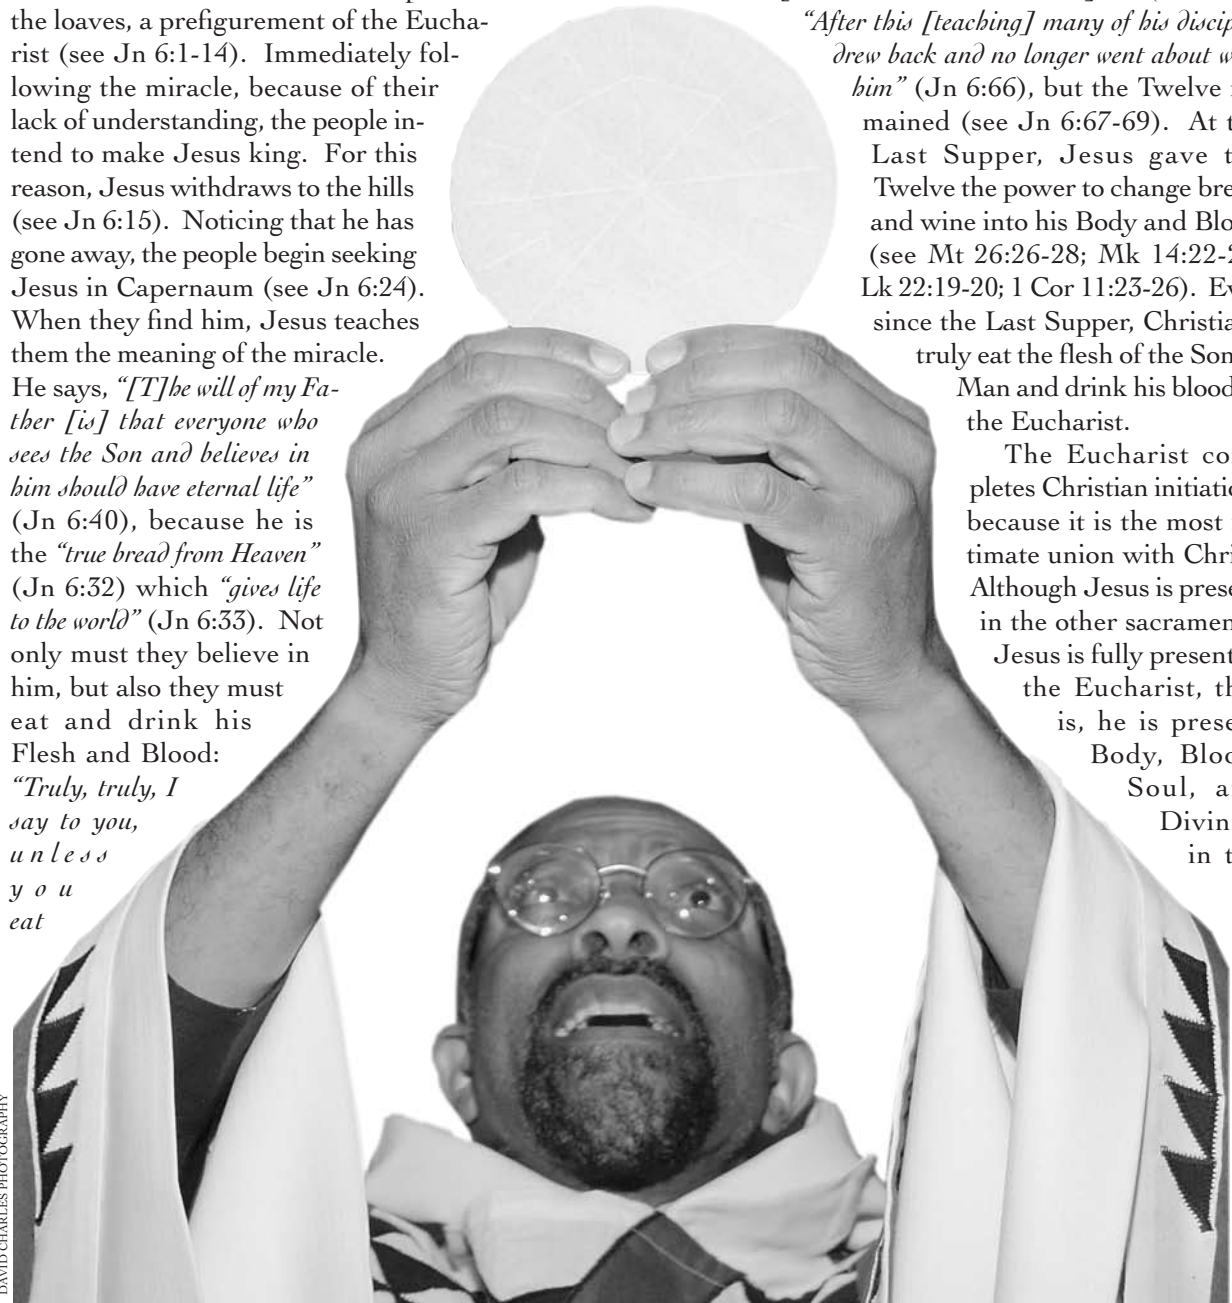 the loaves, a prefigurement of the Eucha-
rist (see Jn 6:1-14). Immediately fol-
lowing the miracle, because of their
lack of understanding, the people in-
tend to make Jesus king. For this
reason, Jesus withdraws to the hills
(see Jn 6:15). Noticing that he has
gone away, the people begin seeking
Jesus in Capernaum (see Jn 6:24).
When they find him, Jesus teaches
them the meaning of the miracle.
He says, “[T]he will of my Fa-
ther [is] that everyone who
sees the Son and believes in
him should have eternal life”
(Jn 6:40), because he is
the “true bread from Heaven”
(Jn 6:32) which “gives life
to the world” (Jn 6:33). Not
only must they believe in
him, but also they must
eat and drink his
Flesh and Blood:
“Truly, truly, I
say to you,
unless
you
eat
“After this [teaching] many of his discip
drew back and no longer went about w
him” (Jn 6:66), but the Twelve
mained (see Jn 6:67-69). At t
Last Supper, Jesus gave t
Twelve the power to change bre
and wine into his Body and Blo
(see Mt 26:26-28; Mk 14:22-2
Lk 22:19-20; 1 Cor 11:23-26). Ev
since the Last Supper, Christia
truly eat the flesh of the Son
Man and drink his blood
the Eucharist.
The Eucharist co
pletes Christian initiatio
because it is the most
timate union with Chri
Although Jesus is prese
in the other sacramen
Jesus is fully present
the Eucharist, th
is, he is prese
Body, Bloo
Soul, a
Divin
in t
DAVID CHARLES PHOTOGRAPHY